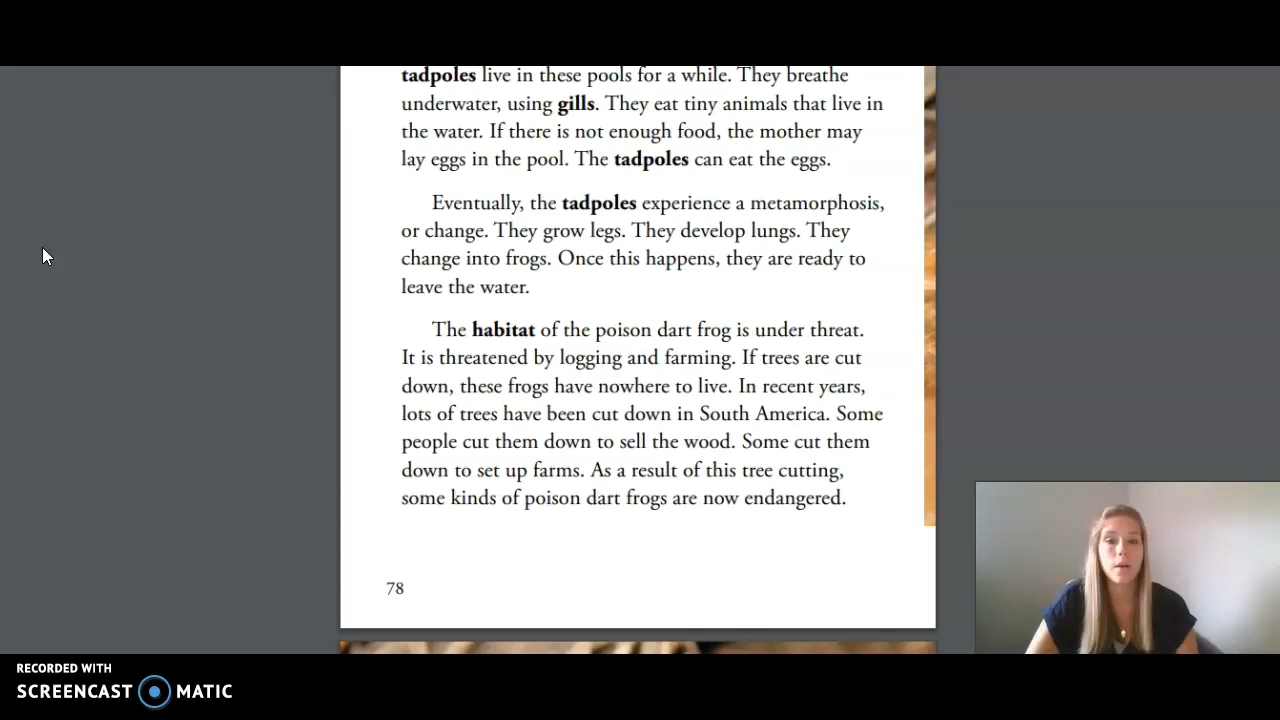 tadpoles live in these pools for a while. They breathe
underwater, using gills. They eat tiny animals that live in
the water. If there is not enough food, the mother may
lay eggs in the pool. The tadpoles can eat the eggs.
Eventually, the tadpoles experience a metamorphosis,
or change. They grow legs. They develop lungs. They
change into frogs. Once this happens, they are ready to
leave the water.
The habitat of the poison dart frog is under threat.
It is threatened by logging and farming. If trees are cut
down, these frogs have nowhere to live. In recent years,
lots of trees have been cut down in South America. Some
people cut them down to sell the wood. Some cut them
down to set up farms. As a result of this tree cutting,
some kinds of poison dart frogs are now endangered.
78
RECORDED WITH
SCREENCAST MATIC